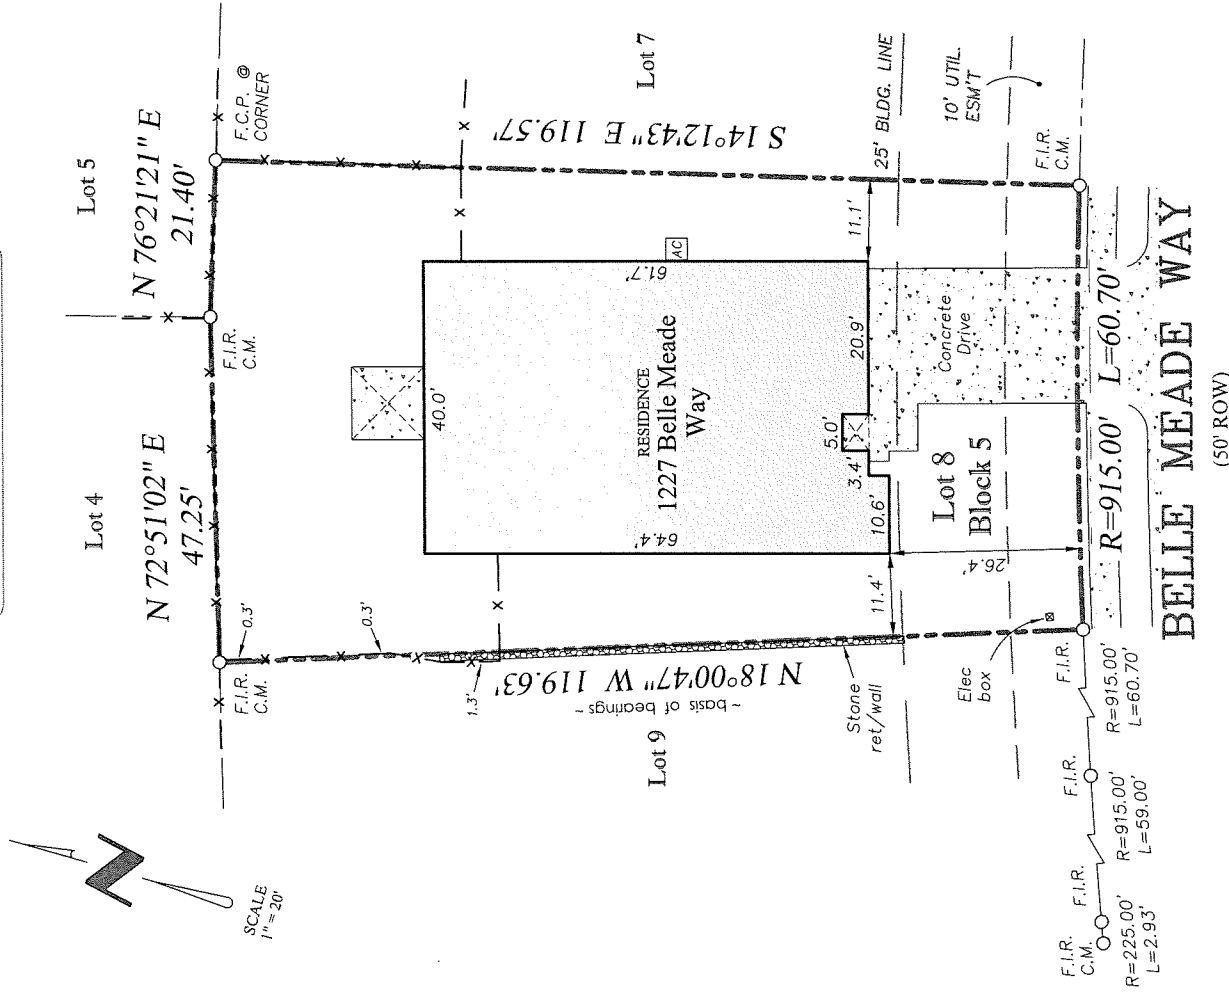 Lot 5
N 76°21'21" E
21.40'
F.C.P. @
CORNER
Lot 4
N 72°51'02" E
47.25'
F.I.R.
C.M.
F.I.R.
C.M.
0.3'
0.3'
1.3'
Lot 7
S 14°12'43" E 119.57'
25' BLDG. LINE
10' UTIL.
ESM'T
F.I.R.
C.M.
40.0'
61.7'
AC
RESIDENCE
1227 Belle Meade
Way
64.4'
11.1'
20.9'
5.0'
3.4'
10.6'
11.4'
26.4'
Concrete
Drive
Lot 8
Block 5
N 18°00'47" W 119.63'
~ basis of bearings ~
Lot 9
Stone
ret/wall
Elec
box
SCALE
1" = 20'
R=915.00' L=60.70'
BELLE MEADE WAY
(50' ROW)
F.I.R.
R=915.00'
L=60.70'
F.I.R.
R=915.00'
L=59.00'
F.I.R.
F.I.R.
C.M.
R=225.00'
L=2.93'